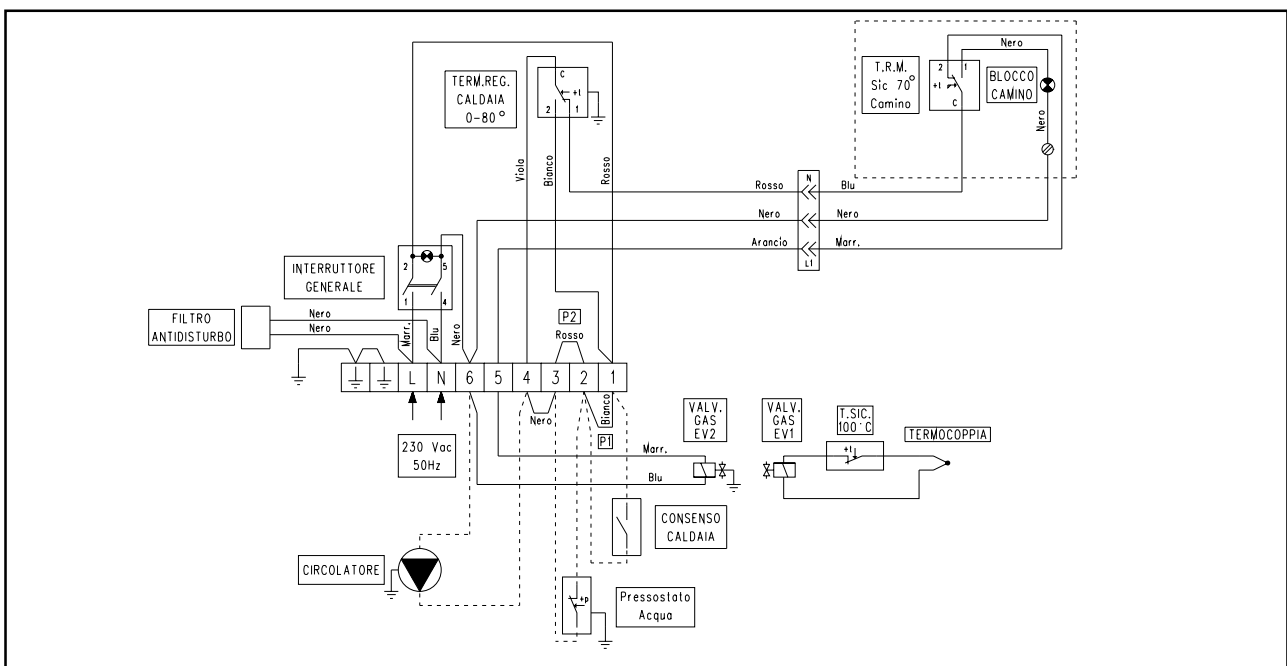 Nero
2 1
+t
C
T.R.M.
Sic 70°
Camino
BLOCCO
CAMINO
Nero
TERM.REG.
CALDAIA
0-80°
C
+t
2 1
Viola
Bianco
Rosso
N
Rosso
Blu
Nero
Nero
Arancio
Marr.
L1
INTERRUTTORE
GENERALE
2 5
1 4
FILTRO
ANTIDISTURBO
Nero
Nero
Marr.
Blu
Nero
P2
Rosso
L N 6 5 4 3 2 1
Nero
Bianco
P1
230 Vac
50Hz
VALV.
GAS
EV2
VALV.
GAS
EV1
T.SIC.
100°C
+t
TERMOCOPPIA
Marr.
Blu
CONSENSO
CALDAIA
CIRCOLATORE
+p
Pressostato
Acqua